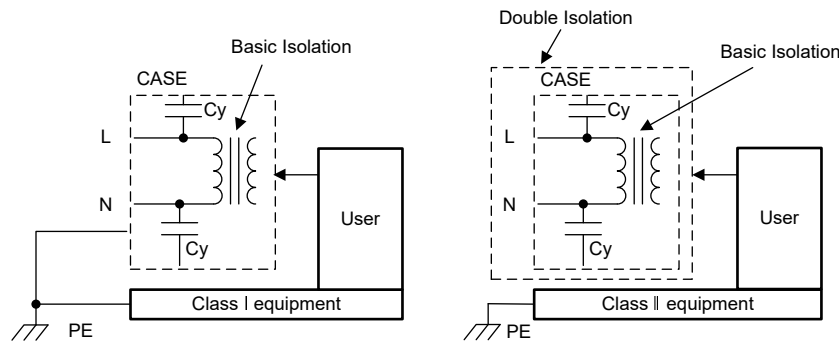 Basic Isolation
CASE
Cy
L
N
Cy
User
Class Ⅰ equipment
PE
Double Isolation
Basic Isolation
CASE
Cy
L
N
Cy
User
Class Ⅱ equipment
PE